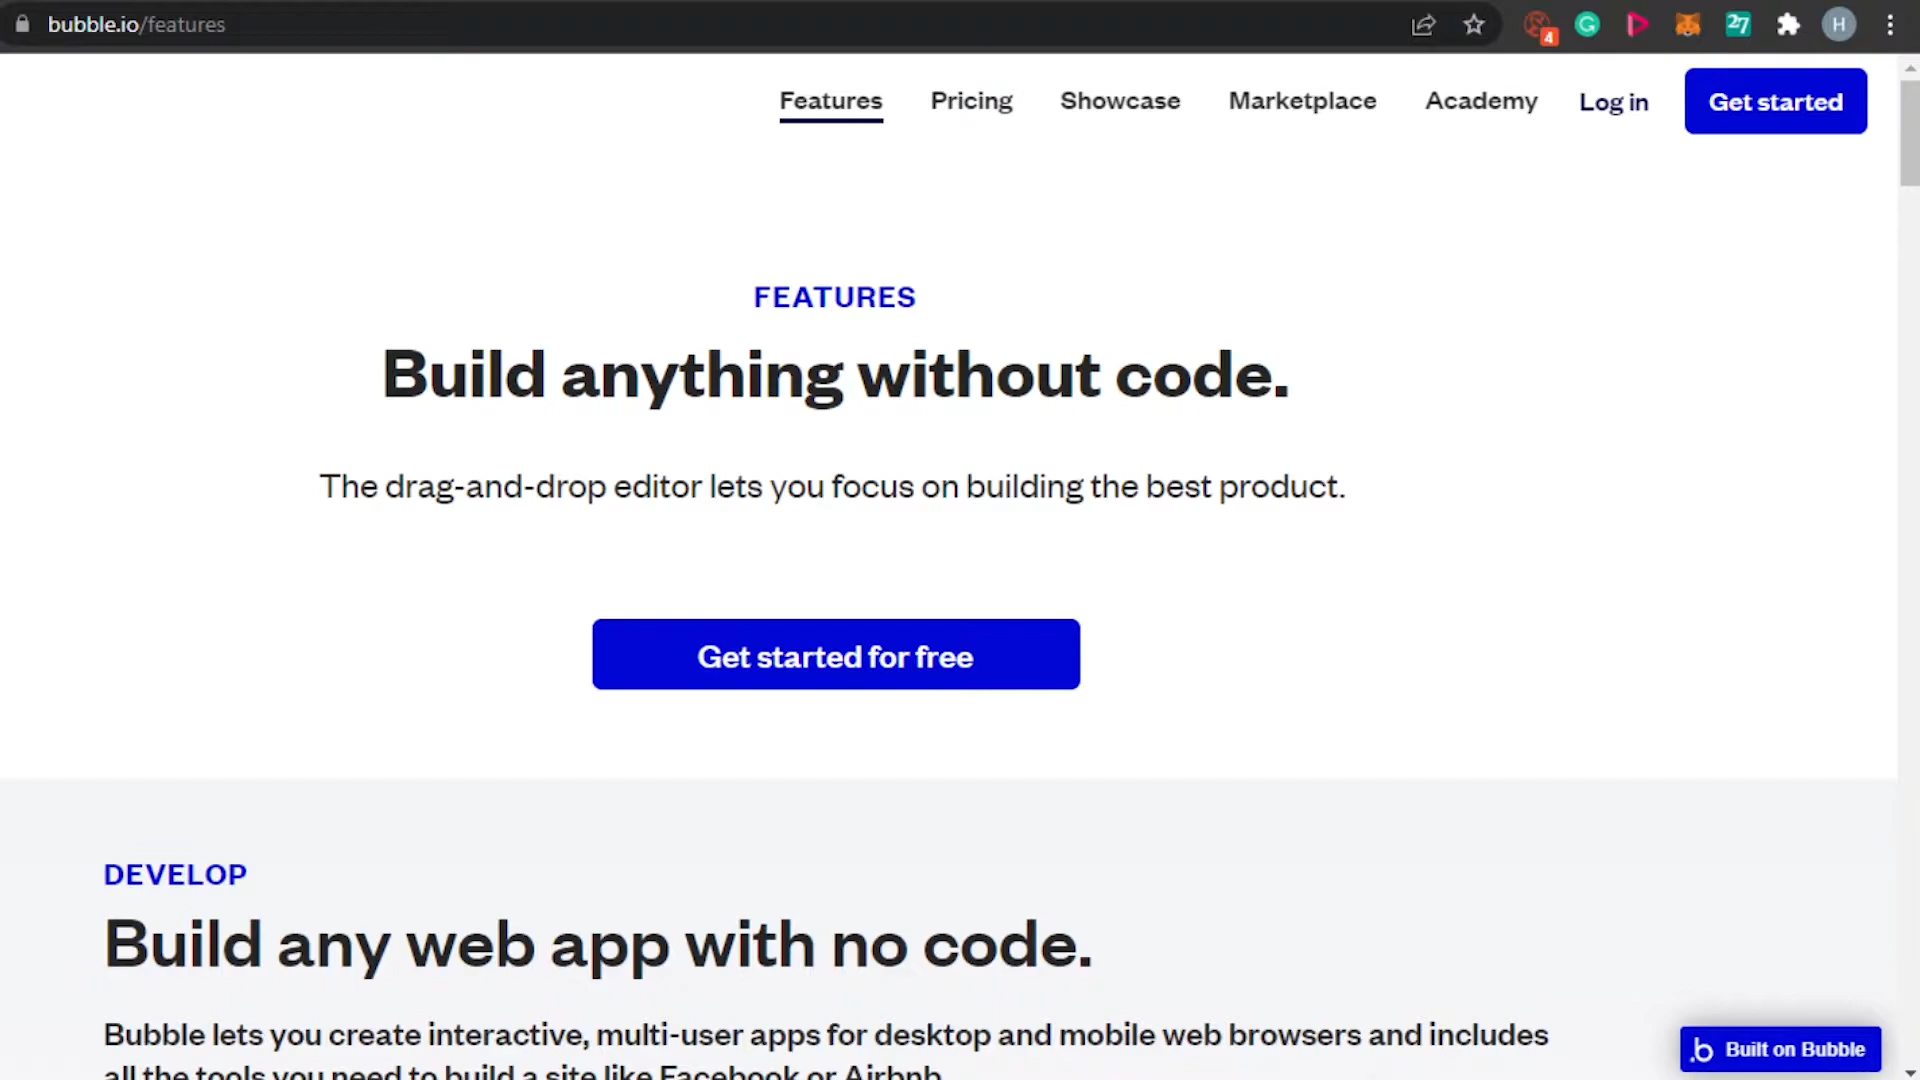 bubble.io/features
4
27
H
Features Pricing Showcase Marketplace Academy Log in Get started
FEATURES
Build anything without code.
The drag-and-drop editor lets you focus on building the best product.
Get started for free
DEVELOP
Build any web app with no code.
Bubble lets you create interactive, multi-user apps for desktop and mobile web browsers and includes
all the tools you need to build a site like Facebook or Airbnb.
.b Built on Bubble